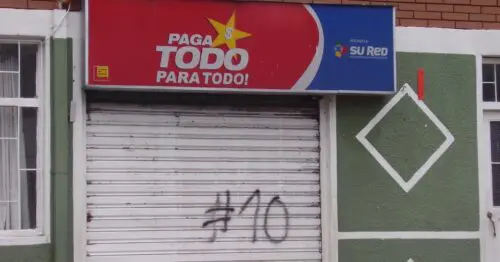 PAGA
TODO
PARA TODO!
SU RED
#10